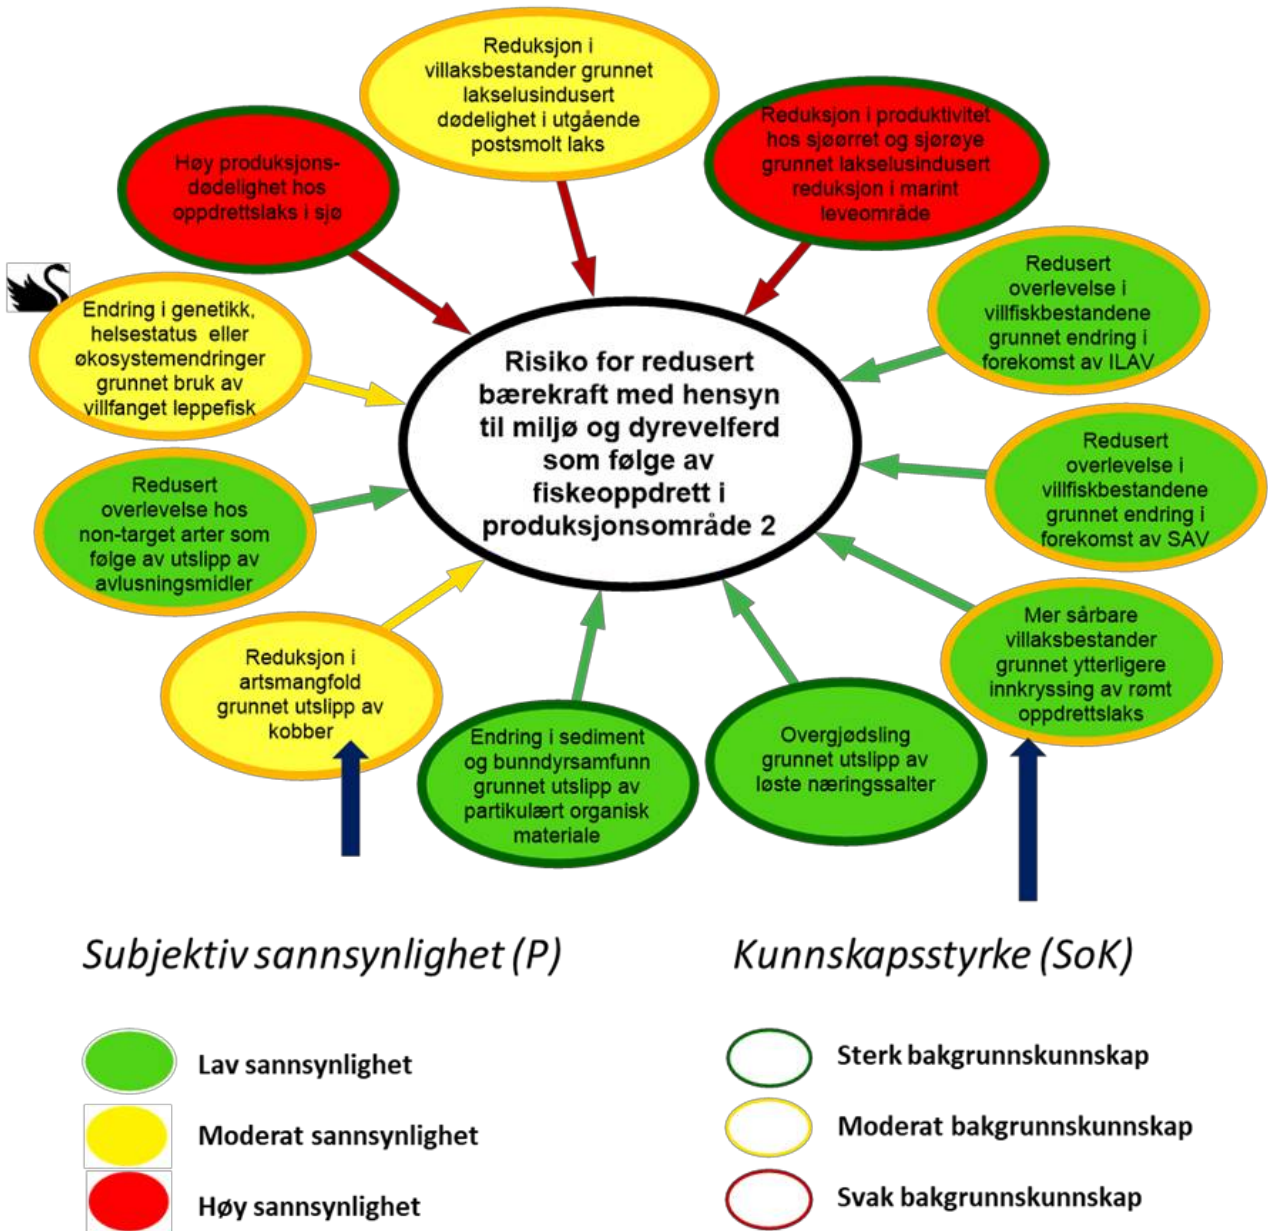 Reduksjon i
villaksbestander grunnet
lakselusindusert
dødelighet i utgående
postsmolt laks
Høy produksjons-
dødelighet hos
oppdrettslaks i sjø
Reduksjon i produktivitet
hos sjøørret og sjørøye
grunnet lakselusindusert
reduksjon i marint
leveområde
Endring i genetikk,
helsestatus eller
økosystemendringer
grunnet bruk av
villfanget leppefisk
Redusert
overlevelse i
villfiskbestandene
grunnet endring i
forekomst av ILAV
Risiko for redusert
bærekraft med hensyn
til miljø og dyrevelferd
som følge av
fiskeoppdrett i
produksjonsområde 2
Redusert
overlevelse hos
non-target arter som
følge av utslipp av
avlusningsmidler
Redusert
overlevelse i
villfiskbestandene
grunnet endring i
forekomst av SAV
Reduksjon i
artsmangfold
grunnet utslipp av
kobber
Endring i sediment
og bunndyrsamfunn
grunnet utslipp av
partikulært organisk
materiale
Overgjødsling
grunnet utslipp av
løste næringssalter
Mer sårbare
villaksbestander
grunnet ytterligere
innkryssing av rømt
oppdrettslaks
Subjektiv sannsynlighet (P)
Lav sannsynlighet
Moderat sannsynlighet
Høy sannsynlighet
Kunnskapsstyrke (SoK)
Sterk bakgrunnskunnskap
Moderat bakgrunnskunnskap
Svak bakgrunnskunnskap